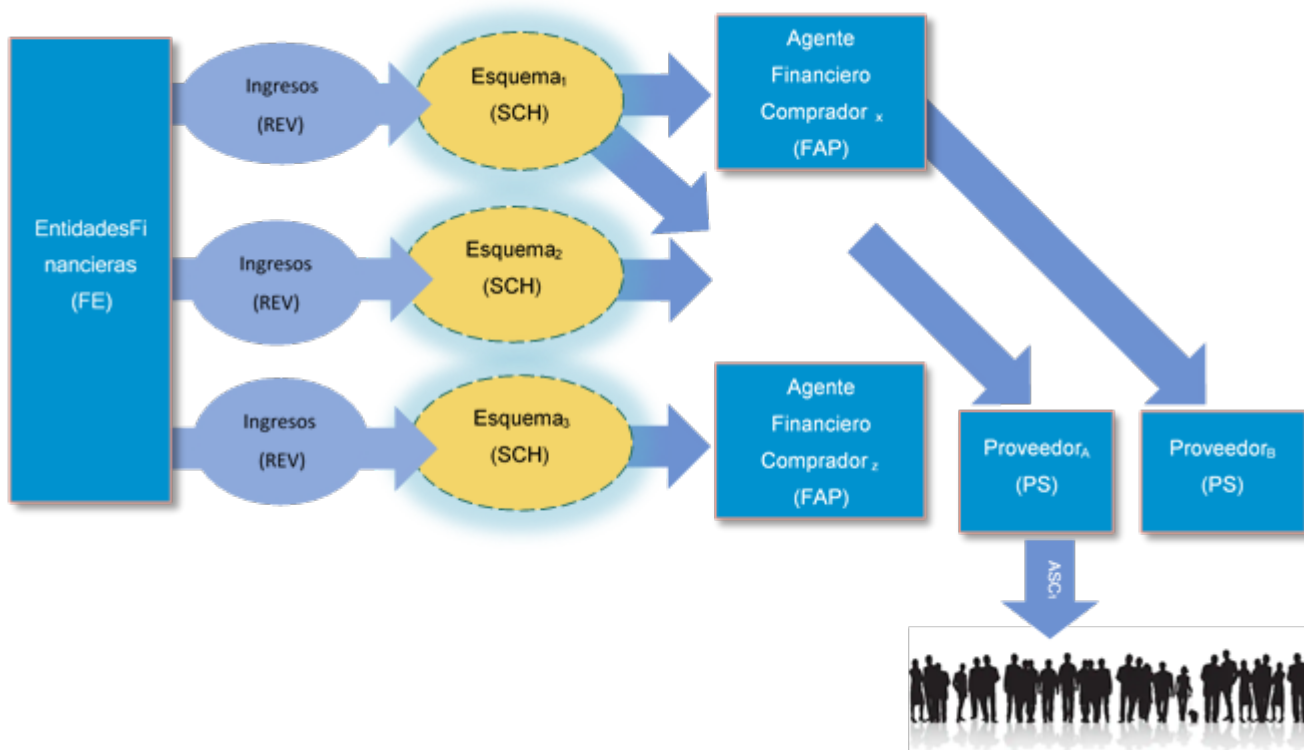 EntidadesFi
nancieras
(FE)
Ingresos
(REV)
Esquema₁
(SCH)
Agente
Financiero
Comprador ₓ
(FAP)
Ingresos
(REV)
Esquema₂
(SCH)
Ingresos
(REV)
Esquema₃
(SCH)
Agente
Financiero
Comprador z
(FAP)
ProveedorA
(PS)
ProveedorB
(PS)
ASC₁